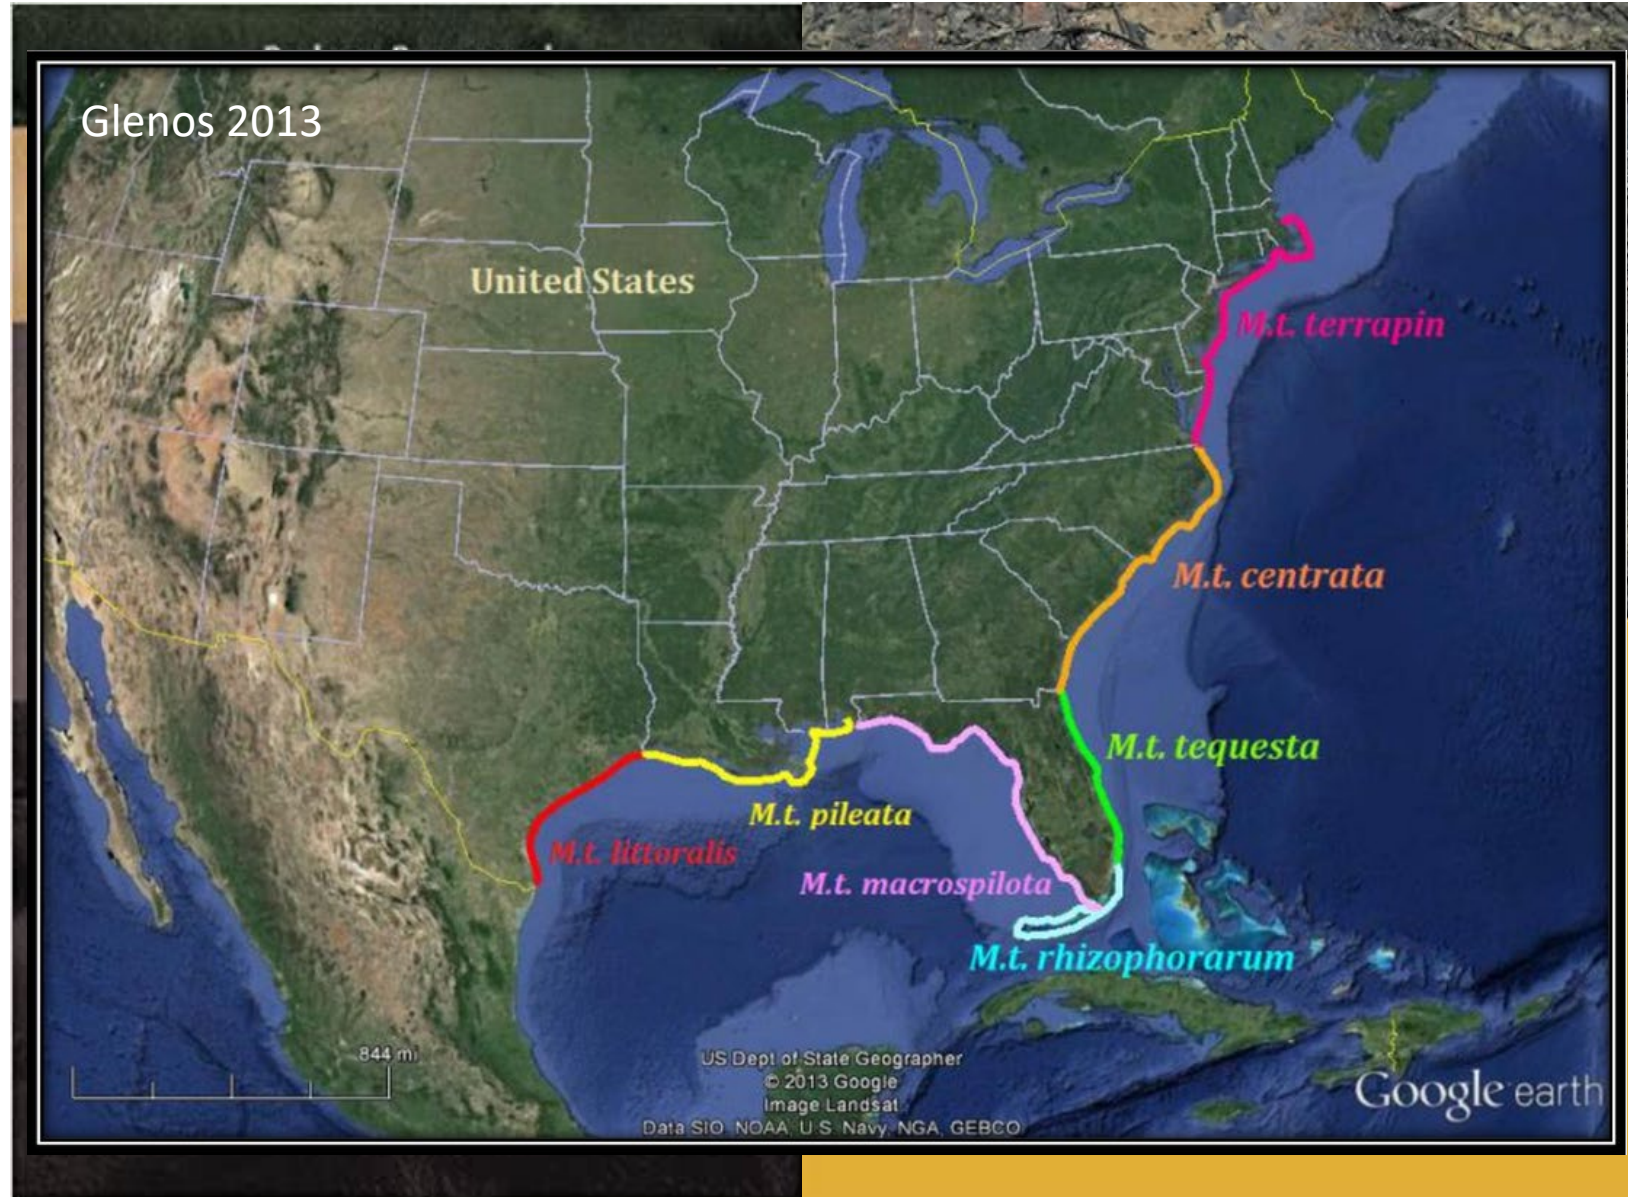 Glenos 2013
United States
M.t. terrapin
M.t. centrata
M.t. tequesta
M.t. pileata
M.t. littoralis
M.t. macrospilota
M.t. rhizophorarum
844 mi
US Dept of State Geographer
© 2013 Google
Image Landsat
Data SIO, NOAA, U.S. Navy, NGA, GEBCO
Google earth